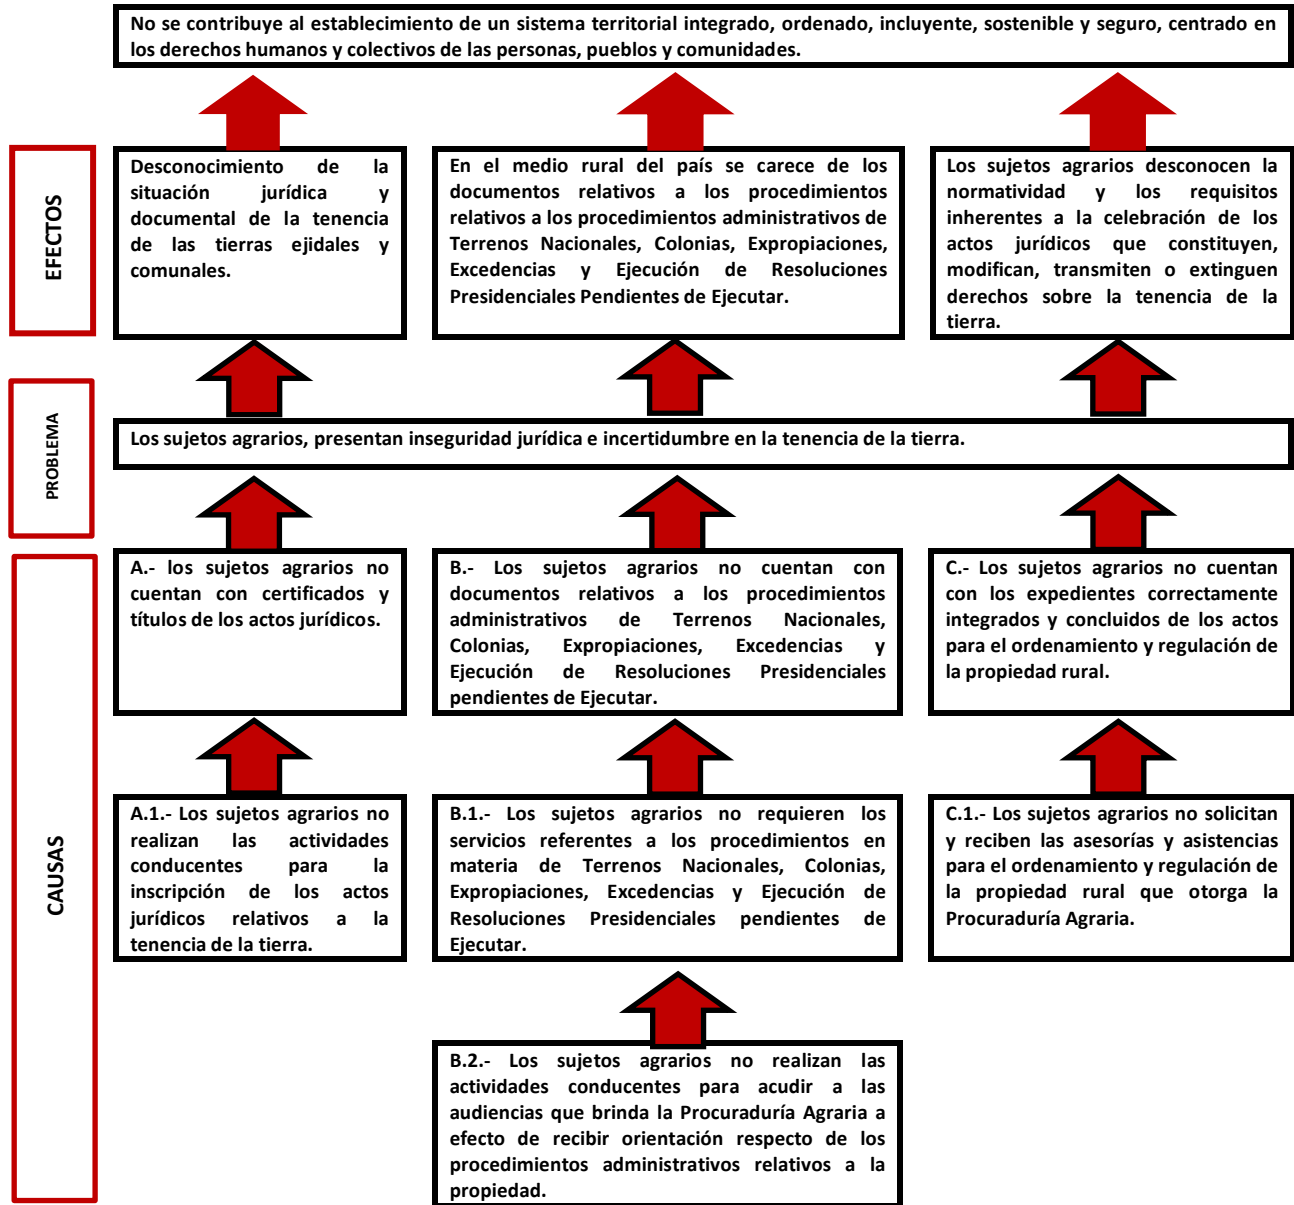 No se contribuye al establecimiento de un sistema territorial integrado, ordenado, incluyente, sostenible y seguro, centrado en
los derechos humanos y colectivos de las personas, pueblos y comunidades.
EFECTOS
Desconocimiento de la
situación jurídica y
documental de la tenencia
de las tierras ejidales y
comunales.
En el medio rural del país se carece de los
documentos relativos a los procedimientos
relativos a los procedimientos administrativos de
Terrenos Nacionales, Colonias, Expropiaciones,
Excedencias y Ejecución de Resoluciones
Presidenciales Pendientes de Ejecutar.
Los sujetos agrarios desconocen la
normatividad y los requisitos
inherentes a la celebración de los
actos jurídicos que constituyen,
modifican, transmiten o extinguen
derechos sobre la tenencia de la
tierra.
PROBLEMA
Los sujetos agrarios, presentan inseguridad jurídica e incertidumbre en la tenencia de la tierra.
CAUSAS
A.- los sujetos agrarios no
cuentan con certificados y
títulos de los actos jurídicos.
B.- Los sujetos agrarios no cuentan con
documentos relativos a los procedimientos
administrativos de Terrenos Nacionales,
Colonias, Expropiaciones, Excedencias y
Ejecución de Resoluciones Presidenciales
pendientes de Ejecutar.
C.- Los sujetos agrarios no cuentan
con los expedientes correctamente
integrados y concluidos de los actos
para el ordenamiento y regulación de
la propiedad rural.
A.1.- Los sujetos agrarios no
realizan las actividades
conducentes para la
inscripción de los actos
jurídicos relativos a la
tenencia de la tierra.
B.1.- Los sujetos agrarios no requieren los
servicios referentes a los procedimientos en
materia de Terrenos Nacionales, Colonias,
Expropiaciones, Excedencias y Ejecución de
Resoluciones Presidenciales pendientes de
Ejecutar.
C.1.- Los sujetos agrarios no solicitan
y reciben las asesorías y asistencias
para el ordenamiento y regulación de
la propiedad rural que otorga la
Procuraduría Agraria.
B.2.- Los sujetos agrarios no realizan las
actividades conducentes para acudir a las
audiencias que brinda la Procuraduría Agraria a
efecto de recibir orientación respecto de los
procedimientos administrativos relativos a la
propiedad.